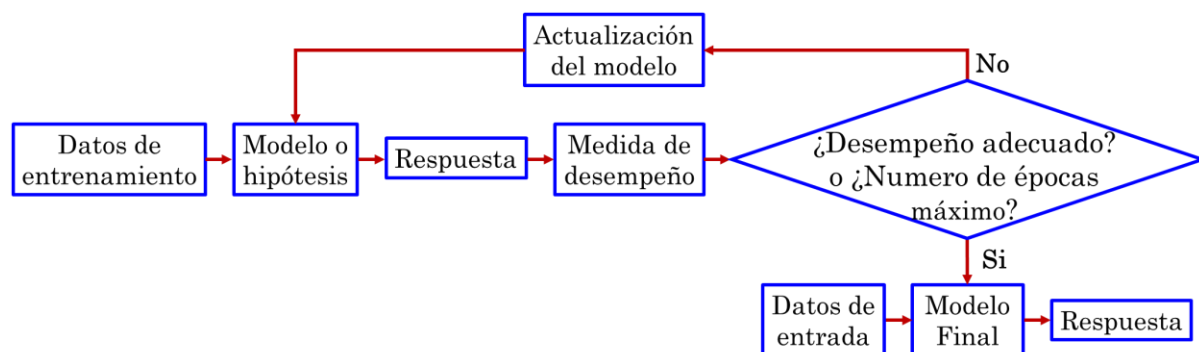 Actualización
del modelo
No
Datos de
entrenamiento
Modelo o
hipótesis
Respuesta
Medida de
desempeño
¿Desempeño adecuado?
o ¿Numero de épocas
máximo?
Si
Datos de
entrada
Modelo
Final
Respuesta